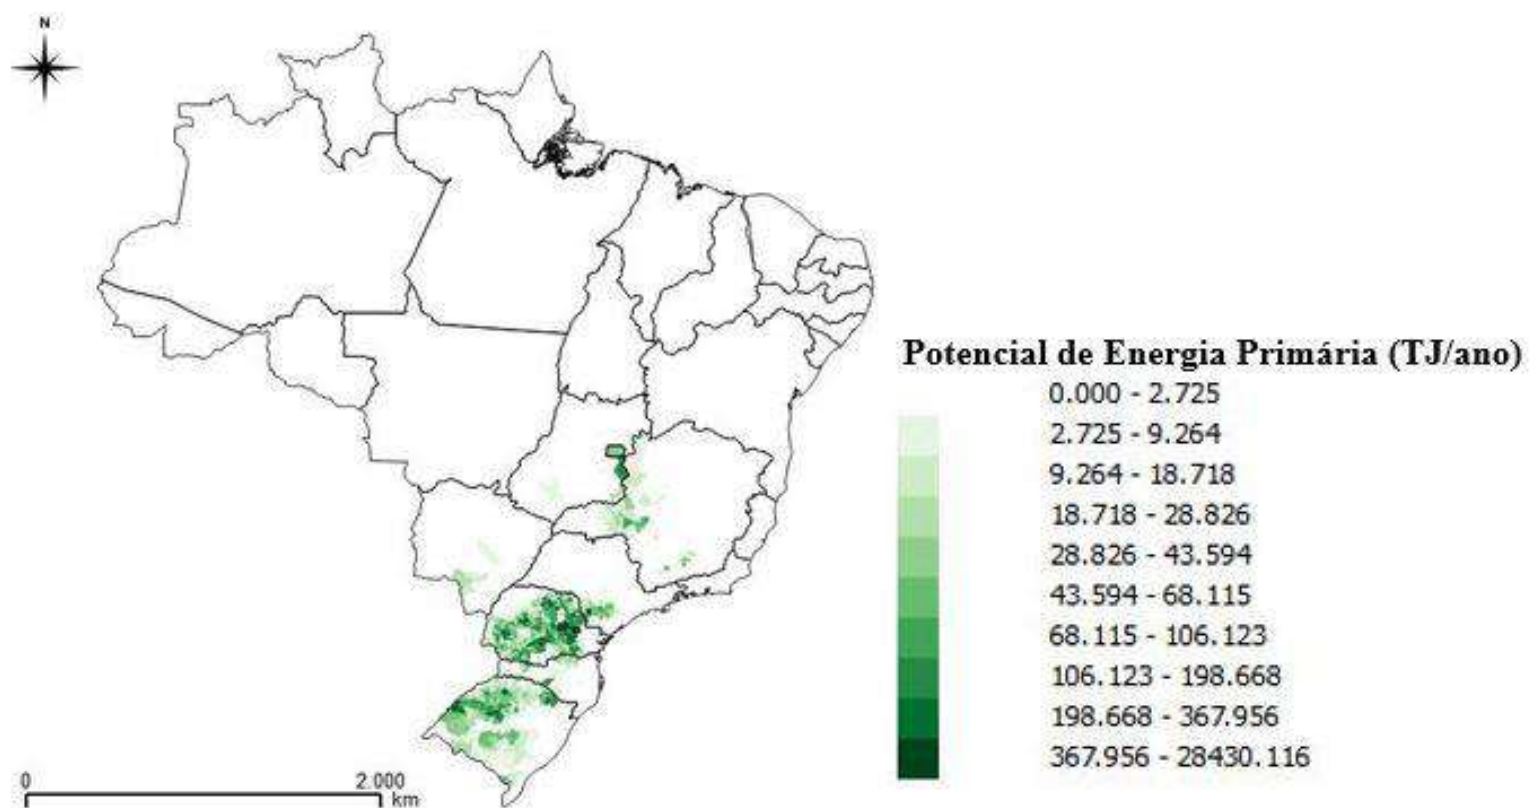 N
Potencial de Energia Primária (TJ/ano)
0.000 - 2.725
2.725 - 9.264
9.264 - 18.718
18.718 - 28.826
28.826 - 43.594
43.594 - 68.115
68.115 - 106.123
106.123 - 198.668
198.668 - 367.956
367.956 - 28430.116
0 2.000
km